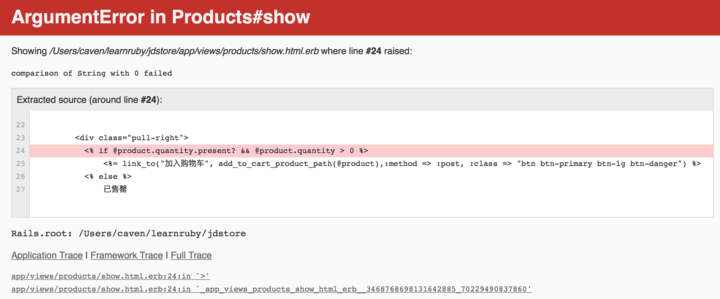 ArgumentError in Products#show
Showing /Users/caven/learnruby/jdstore/app/views/products/show.html.erb where line #24 raised:
comparison of String with 0 failed
Extracted source (around line #24):
22
23 <div class="pull-right">
24 <% if @product.quantity.present? && @product.quantity > 0 %>
25 <%= link_to("加入购物车", add_to_cart_product_path(@product),:method => :post, :class => "btn btn-primary btn-lg btn-danger") %>
26 <% else %>
27 已售罄
Rails.root: /Users/caven/learnruby/jdstore
Application Trace | Framework Trace | Full Trace
app/views/products/show.html.erb:24:in `>'
app/views/products/show.html.erb:24:in `_app_views_products_show_html_erb__3468768698131642885_70229490837860'